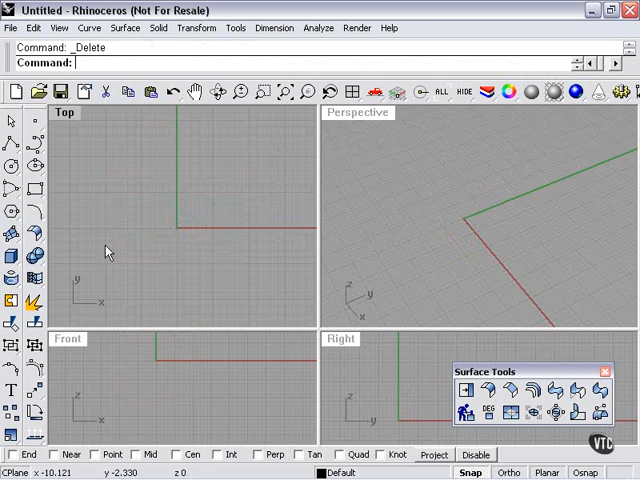 Untitled - Rhinoceros (Not For Resale)
File Edit View Curve Surface Solid Transform Tools Dimension Analyze Render Help
Command: _Delete
Command:
ALL HIDE
Top
Perspective
y
x
z
y
x
Front
Right
z
x
z
y
Surface Tools
DEG
T
VTC
End Near Point Mid Cen Int Perp Tan Quad Knot Project Disable
CPlane x -10.121 y -2.330 z 0 Default Snap Ortho Planar Osnap